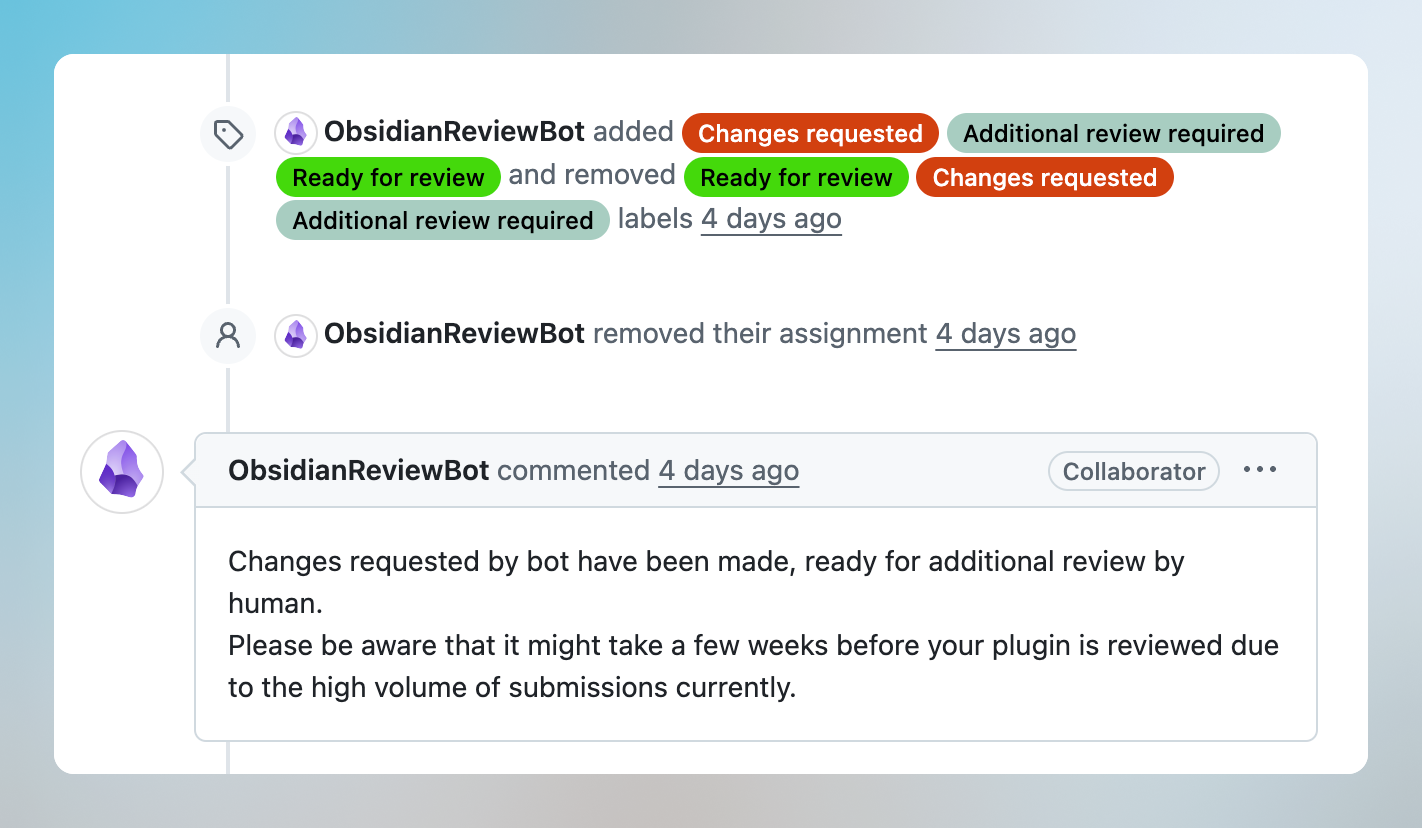 ObsidianReviewBot added Changes requested Additional review required
Ready for review and removed Ready for review Changes requested
Additional review required labels 4 days ago
ObsidianReviewBot removed their assignment 4 days ago
ObsidianReviewBot commented 4 days ago Collaborator ...
Changes requested by bot have been made, ready for additional review by
human.
Please be aware that it might take a few weeks before your plugin is reviewed due
to the high volume of submissions currently.